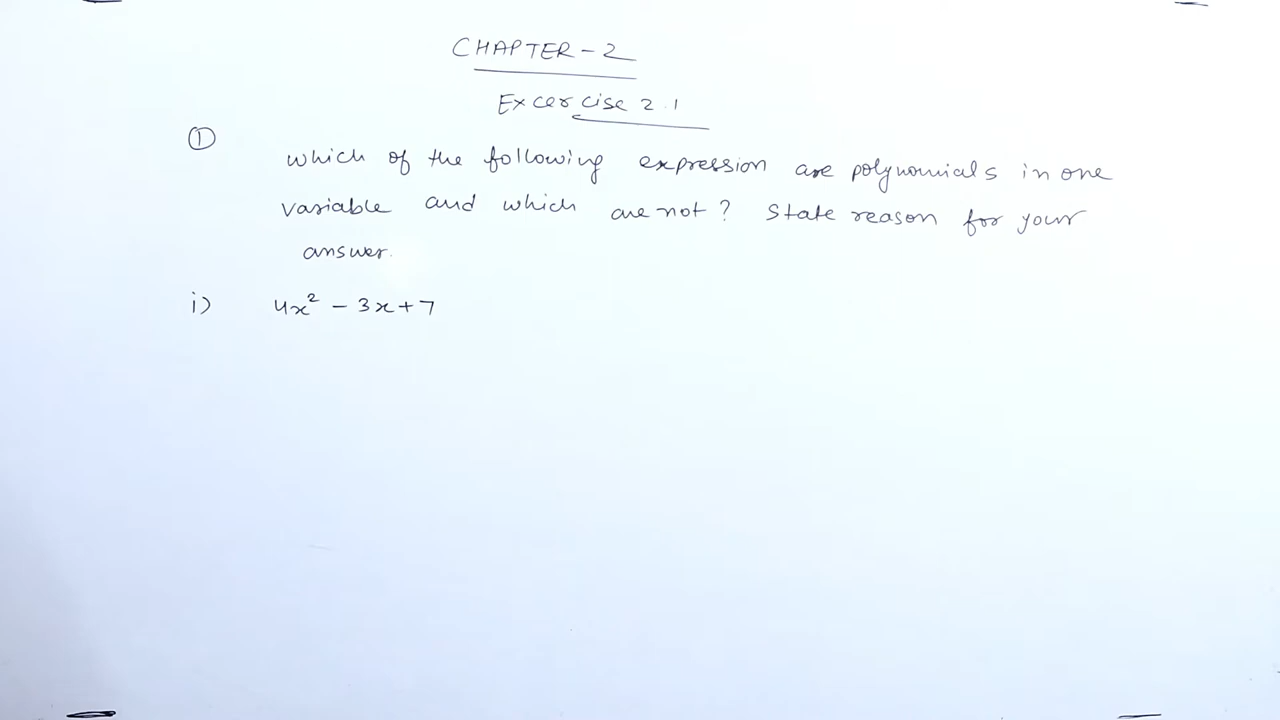 CHAPTER - 2
Excercise 2.1
①
which of the following expression are polynomials in one
variable and which are not? State reason for your
answer.
i) 4x² - 3x + 7